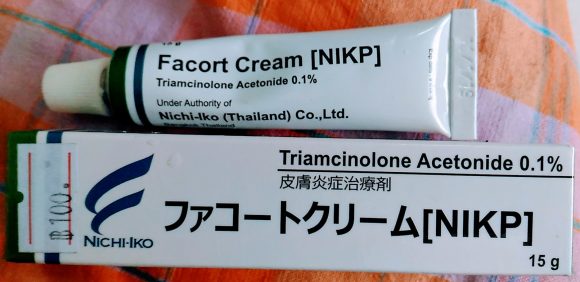 15 g
Facort Cream [NIKP]
Triamcinolone Acetonide 0.1%
Under Authority of
Nichi-Iko (Thailand) Co.,Ltd.
Bangkok Thailand
Triamcinolone Acetonide 0.1%
皮膚炎症治療剤
ファコートクリーム[NIKP]
15 g
NICHI-IKO
฿100.